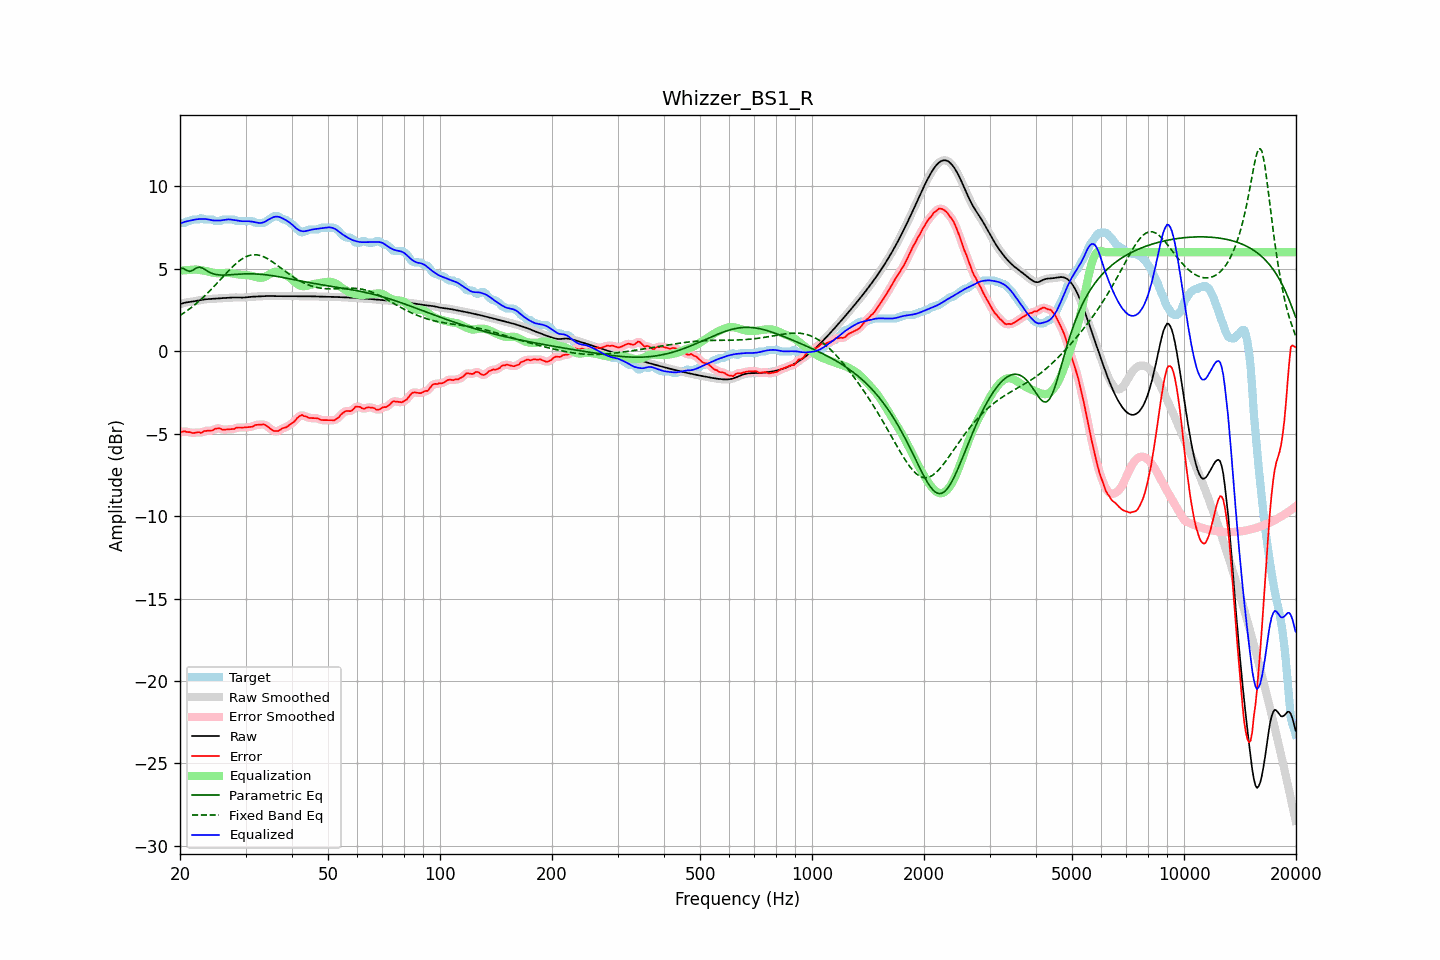 Whizzer_BS1_R
Amplitude (dBr)
10
5
0
−5
−10
−15
−20
−25
−30
Target
Raw Smoothed
Error Smoothed
Raw
Error
Equalization
Parametric Eq
Fixed Band Eq
Equalized
20 50 100 200 500 1000 2000 5000 10000 20000
Frequency (Hz)